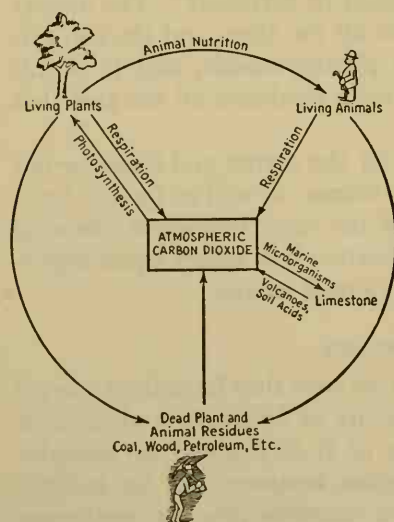 Animal Nutrition
Living Plants
Living Animals
Respiration
Photosynthesis
Respiration
ATMOSPHERIC
CARBON DIOXIDE
Marine
Microorganisms
Limestone
Volcanoes,
Soil Acids
Dead Plant and
Animal Residues
Coal, Wood, Petroleum, Etc.